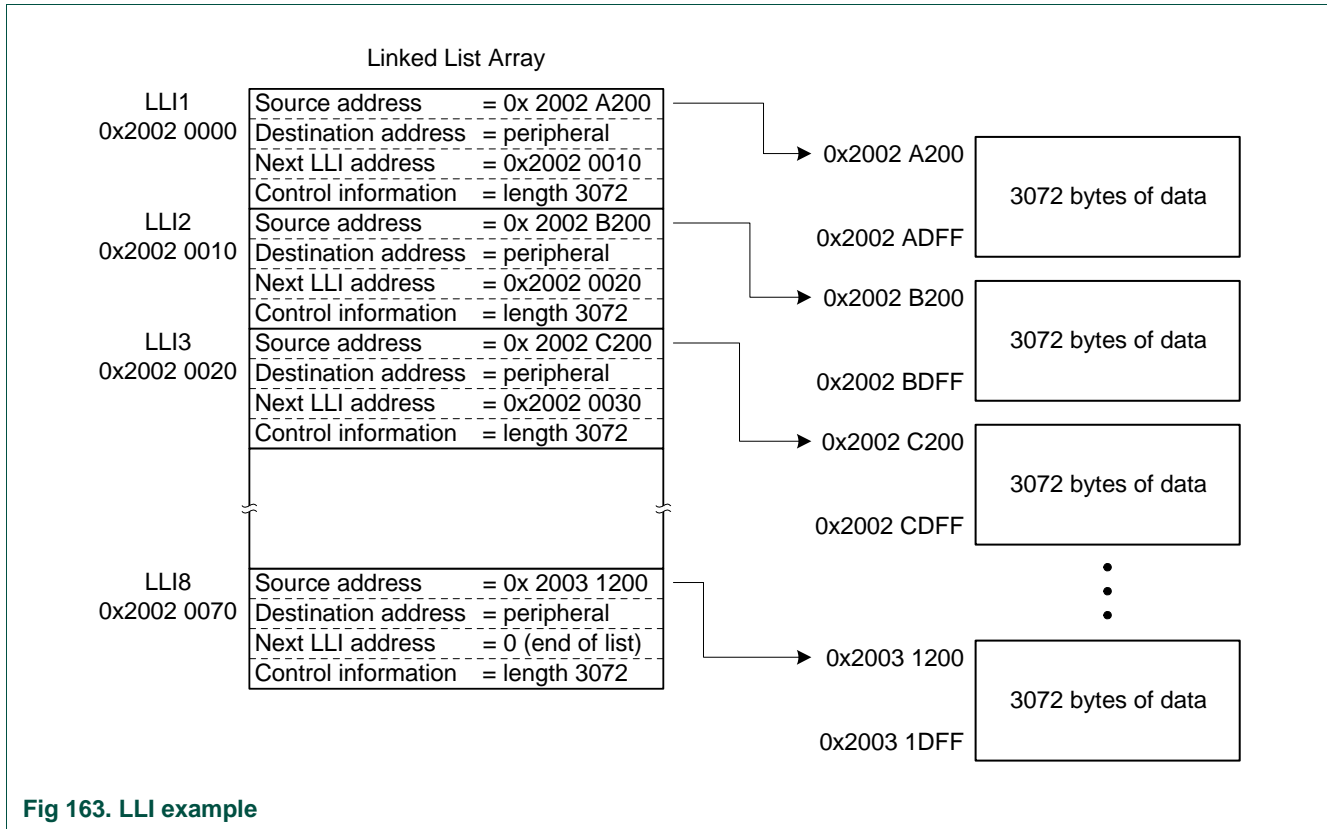 Linked List Array
LLI1
0x2002 0000
Source address = 0x 2002 A200
Destination address = peripheral
Next LLI address = 0x2002 0010
Control information = length 3072
LLI2
0x2002 0010
Source address = 0x 2002 B200
Destination address = peripheral
Next LLI address = 0x2002 0020
Control information = length 3072
LLI3
0x2002 0020
Source address = 0x 2002 C200
Destination address = peripheral
Next LLI address = 0x2002 0030
Control information = length 3072
LLI8
0x2002 0070
Source address = 0x 2003 1200
Destination address = peripheral
Next LLI address = 0 (end of list)
Control information = length 3072
0x2002 A200
3072 bytes of data
0x2002 ADFF
0x2002 B200
3072 bytes of data
0x2002 BDFF
0x2002 C200
3072 bytes of data
0x2002 CDFF
0x2003 1200
3072 bytes of data
0x2003 1DFF
Fig 163. LLI example